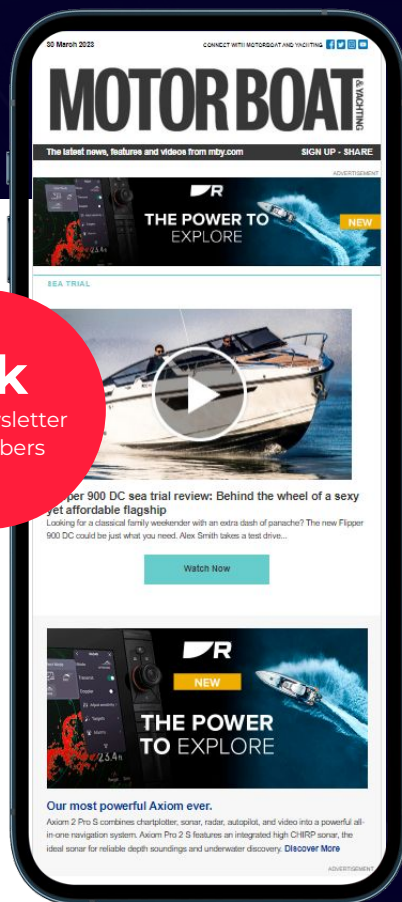 30 March 2023
CONNECT WITH MOTORBOAT AND YACHTING
MOTOR BOAT & YACHTING
The latest news, features and videos from mby.com
SIGN UP - SHARE
ADVERTISEMENT
THE POWER TO
EXPLORE
NEW
SEA TRIAL
k
sletter
bers
per 900 DC sea trial review: Behind the wheel of a sexy
yet affordable flagship
Looking for a classical family weekender with an extra dash of panache? The new Flipper
900 DC could be just what you need. Alex Smith takes a test drive...
Watch Now
R
NEW
THE POWER
TO EXPLORE
Our most powerful Axiom ever.
Axiom 2 Pro S combines chartplotter, sonar, radar, autopilot, and video into a powerful all-
in-one navigation system. Axiom Pro 2 S features an integrated high CHIRP sonar, the
ideal sonar for reliable depth soundings and underwater discovery. Discover More
ADVERTISEMENT